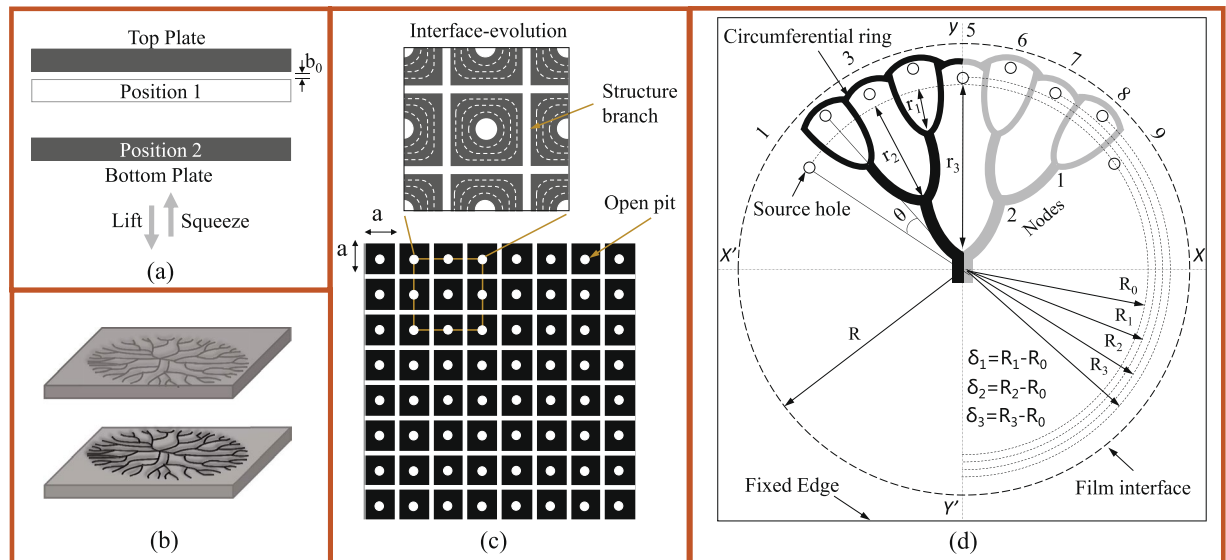 Top Plate
b₀
Position 1
Position 2
Bottom Plate
Lift
Squeeze
(a)
(b)
Interface-evolution
Structure
branch
Open pit
a
a
(c)
Circumferential ring
y
1
3
5
6
7
8
9
r₁
r₂
r₃
θ
Source hole
1
2
Nodes
X'
X
R₀
R₁
R₂
R₃
R
δ₁=R₁-R₀
δ₂=R₂-R₀
δ₃=R₃-R₀
Film interface
Fixed Edge
Y'
(d)